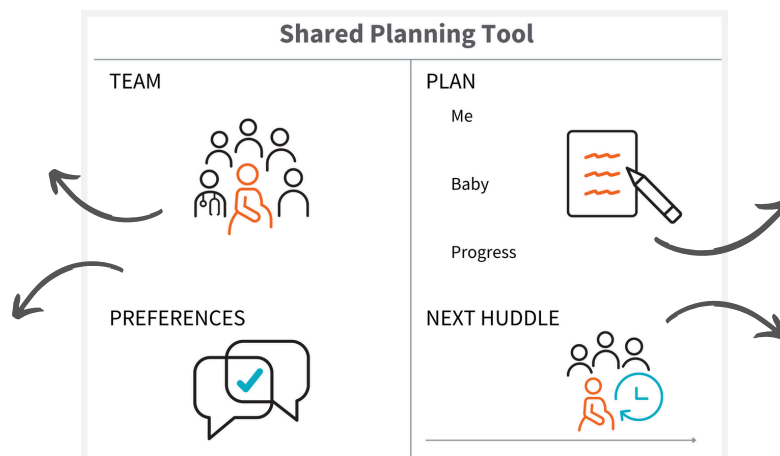 Shared Planning Tool
TEAM
PLAN
Me
Baby
Progress
PREFERENCES
NEXT HUDDLE